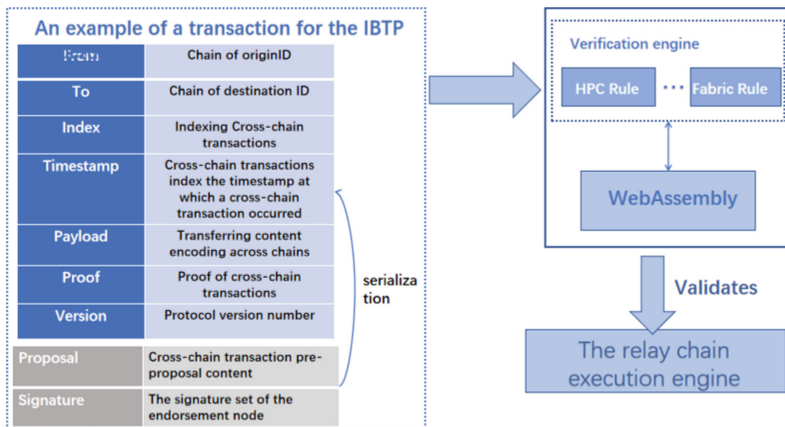 An example of a transaction for the IBTP
From
Chain of originID
To
Chain of destination ID
Index
Indexing Cross-chain
transactions
Timestamp
Cross-chain transactions
index the timestamp at
which a cross-chain
transaction occurred
Payload
Transferring content
encoding across chains
Proof
Proof of cross-chain
transactions
Version
Protocol version number
Proposal
Cross-chain transaction pre-
proposal content
Signature
The signature set of the
endorsement node
serializa
tion
Verification engine
HPC Rule
...
Fabric Rule
WebAssembly
Validates
The relay chain
execution engine